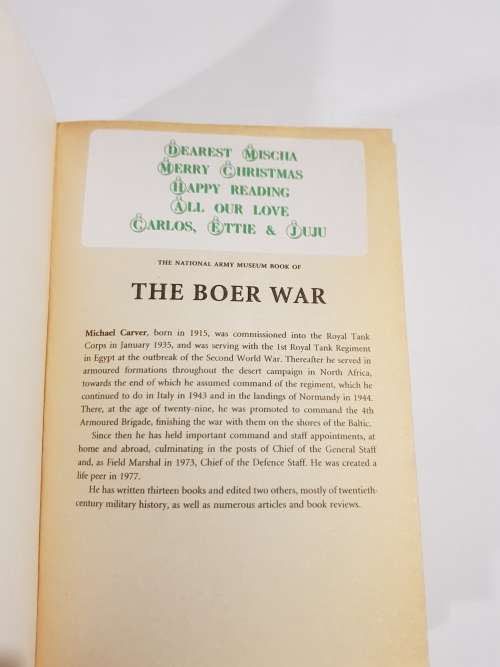 DEAREST MISCHA
MERRY CHRISTMAS
HAPPY READING
ALL OUR LOVE
CARLOS, ETTIE & JUJU
THE NATIONAL ARMY MUSEUM BOOK OF
THE BOER WAR
Michael Carver, born in 1915, was commissioned into the Royal Tank
Corps in January 1935, and was serving with the 1st Royal Tank Regiment
in Egypt at the outbreak of the Second World War. Thereafter he served in
armoured formations throughout the desert campaign in North Africa,
towards the end of which he assumed command of the regiment, which he
continued to do in Italy in 1943 and in the landings of Normandy in 1944.
There, at the age of twenty-nine, he was promoted to command the 4th
Armoured Brigade, finishing the war with them on the shores of the Baltic.
Since then he has held important command and staff appointments, at
home and abroad, culminating in the posts of Chief of the General Staff
and, as Field Marshal in 1973, Chief of the Defence Staff. He was created a
life peer in 1977.
He has written thirteen books and edited two others, mostly of twentieth-
century military history, as well as numerous articles and book reviews.